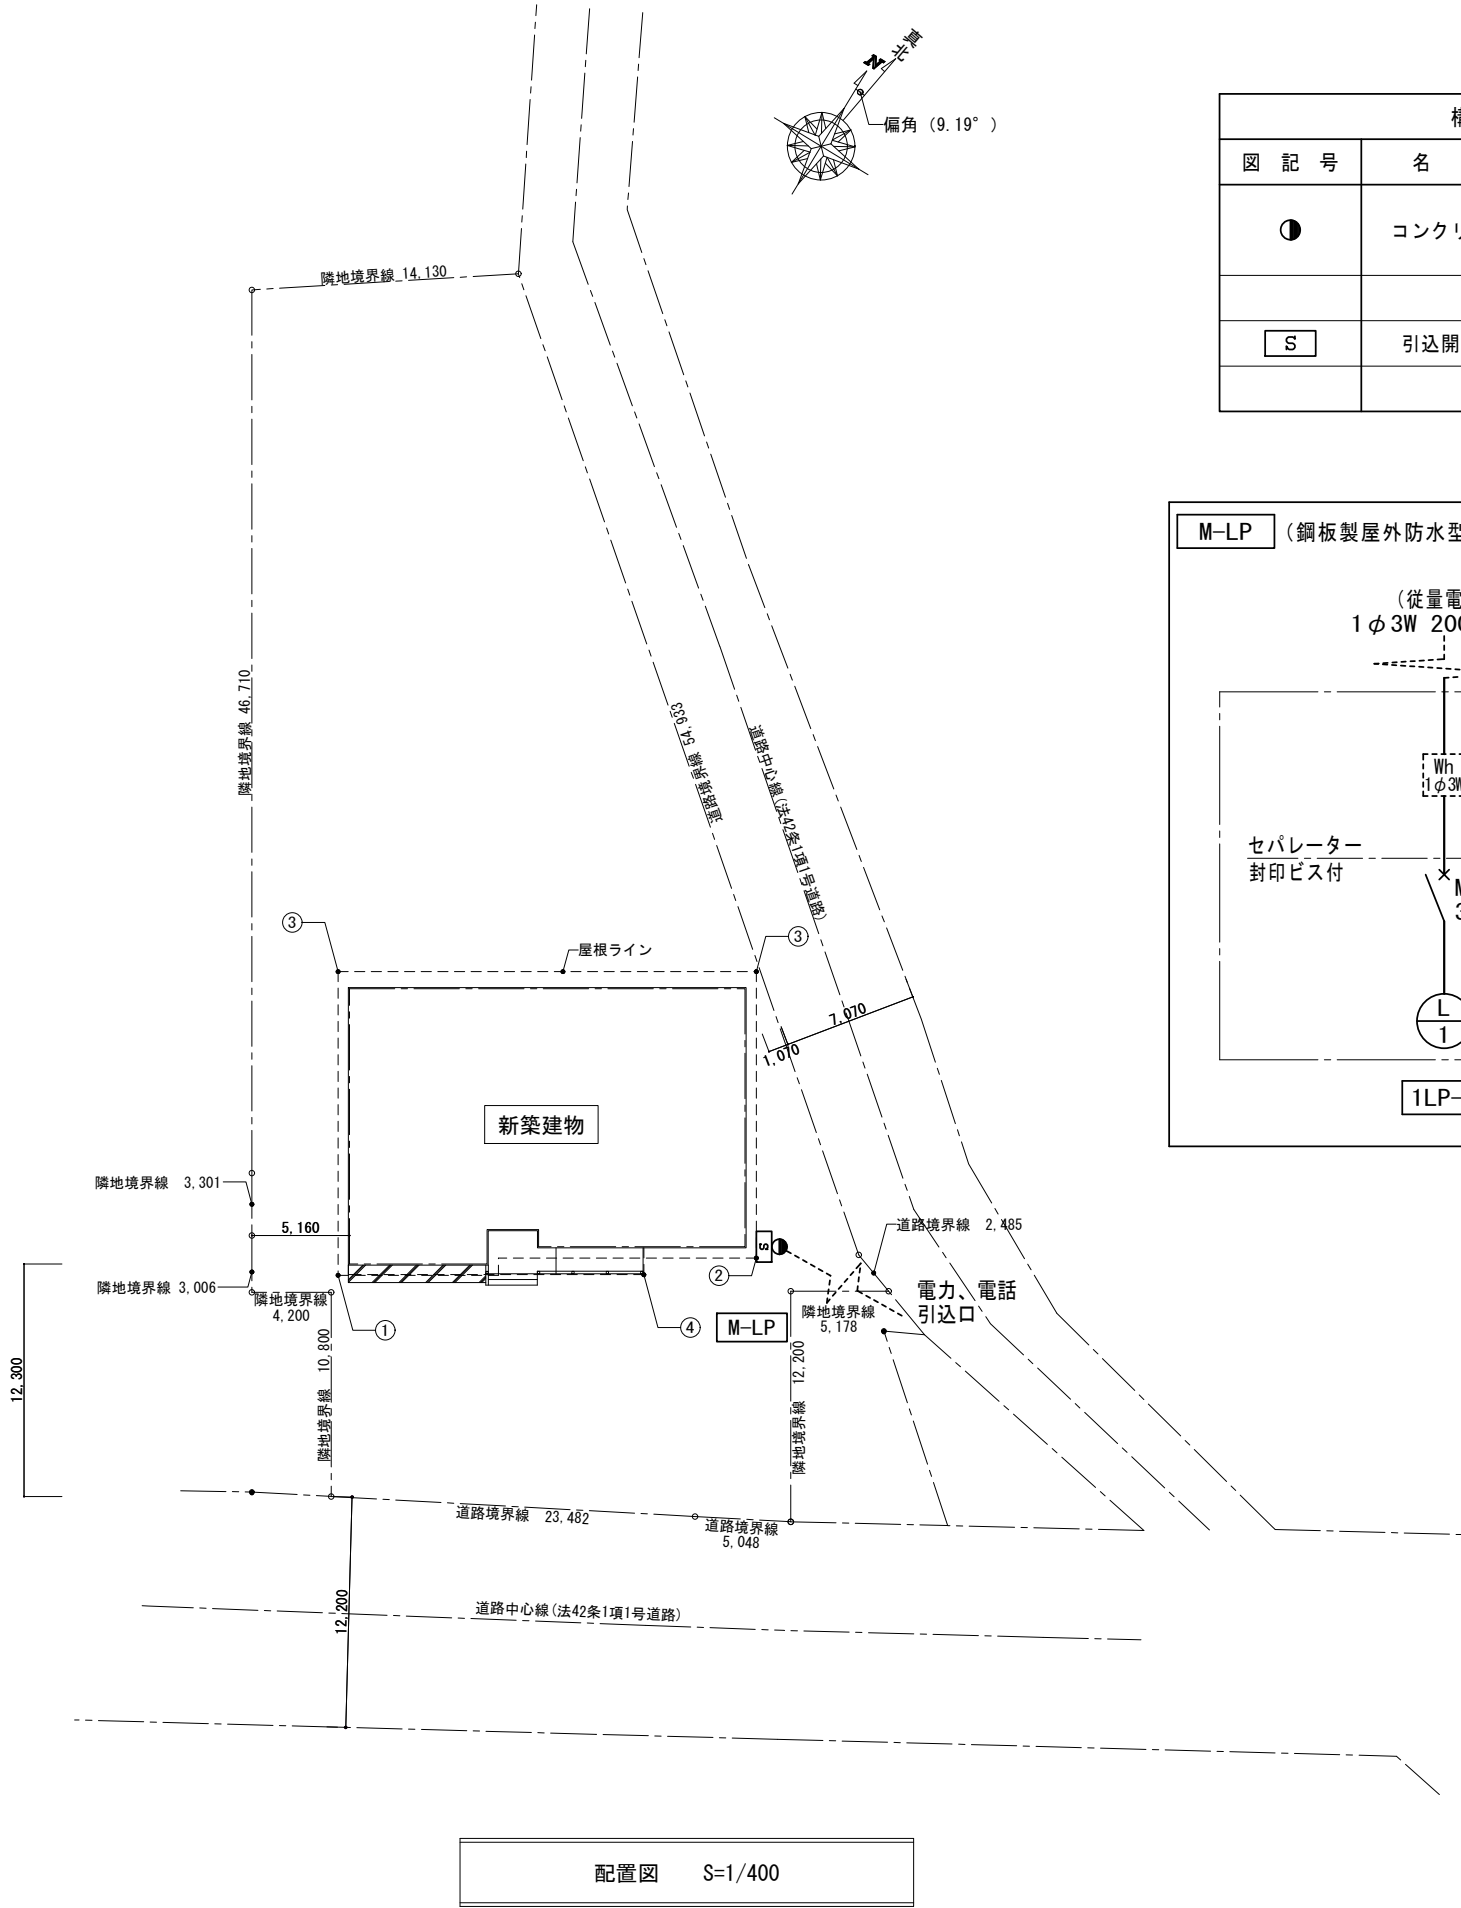 N
真北
偏角 (9.19°)
構
図 記 号
名
コンクリ
S
引込開
隣地境界線 14,130
M-LP
(鋼板製屋外防水型
(従量電
1φ3W 200
Wh
1φ3W
セパレーター
封印ビス付
M
3
L
1
1LP-
隣地境界線 46,710
道路境界線 54,933
道路中心線(法42条1項1号道路)
③
屋根ライン
③
7,070
1,070
新築建物
隣地境界線 3,301
5,160
道路境界線 2,485
S
隣地境界線 3,006
隣地境界線
4,200
②
電力、電話
引込口
隣地境界線
5,178
①
④
M-LP
12,300
隣地境界線 10,800
隣地境界線 12,200
道路境界線 23,482
道路境界線
5,048
12,200
道路中心線(法42条1項1号道路)
配置図 S=1/400